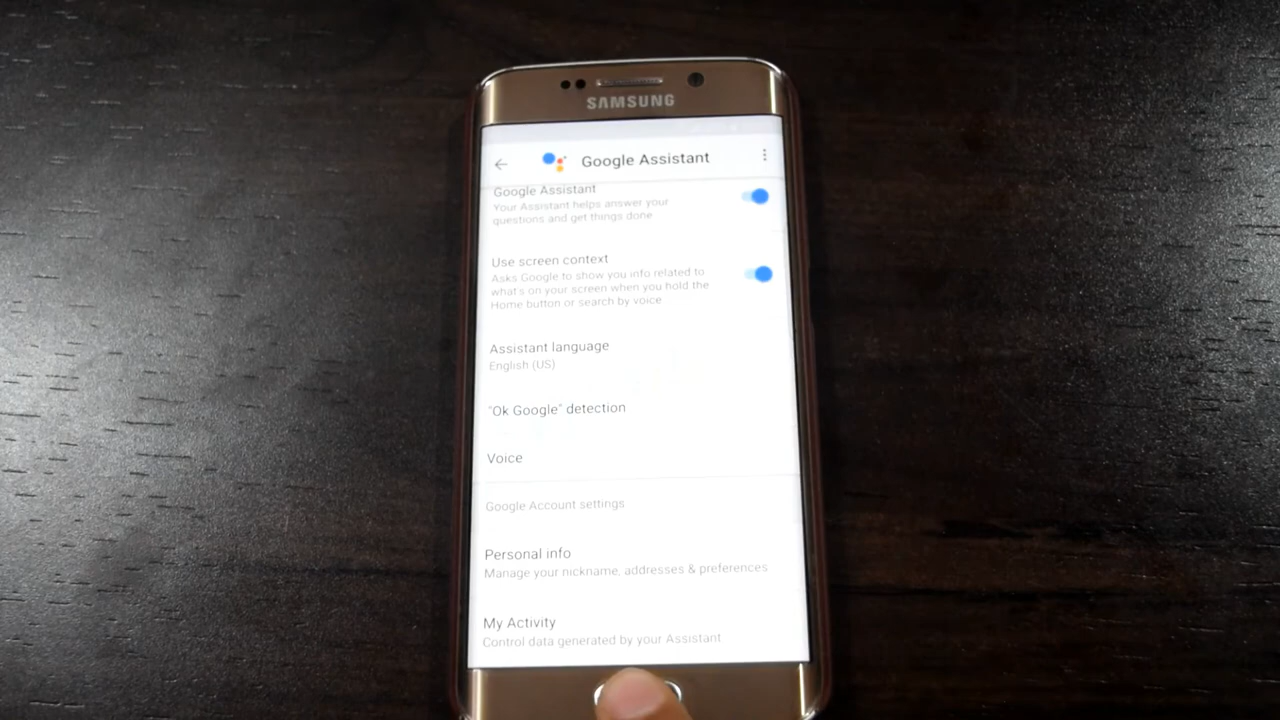 SAMSUNG
Google Assistant
Google Assistant
Your Assistant helps answer your
questions and get things done
Use screen context
Asks Google to show you info related to
what's on your screen when you hold the
Home button or search by voice
Assistant language
English (US)
"Ok Google" detection
Voice
Google Account settings
Personal info
Manage your nickname, addresses & preferences
My Activity
Control data generated by your Assistant